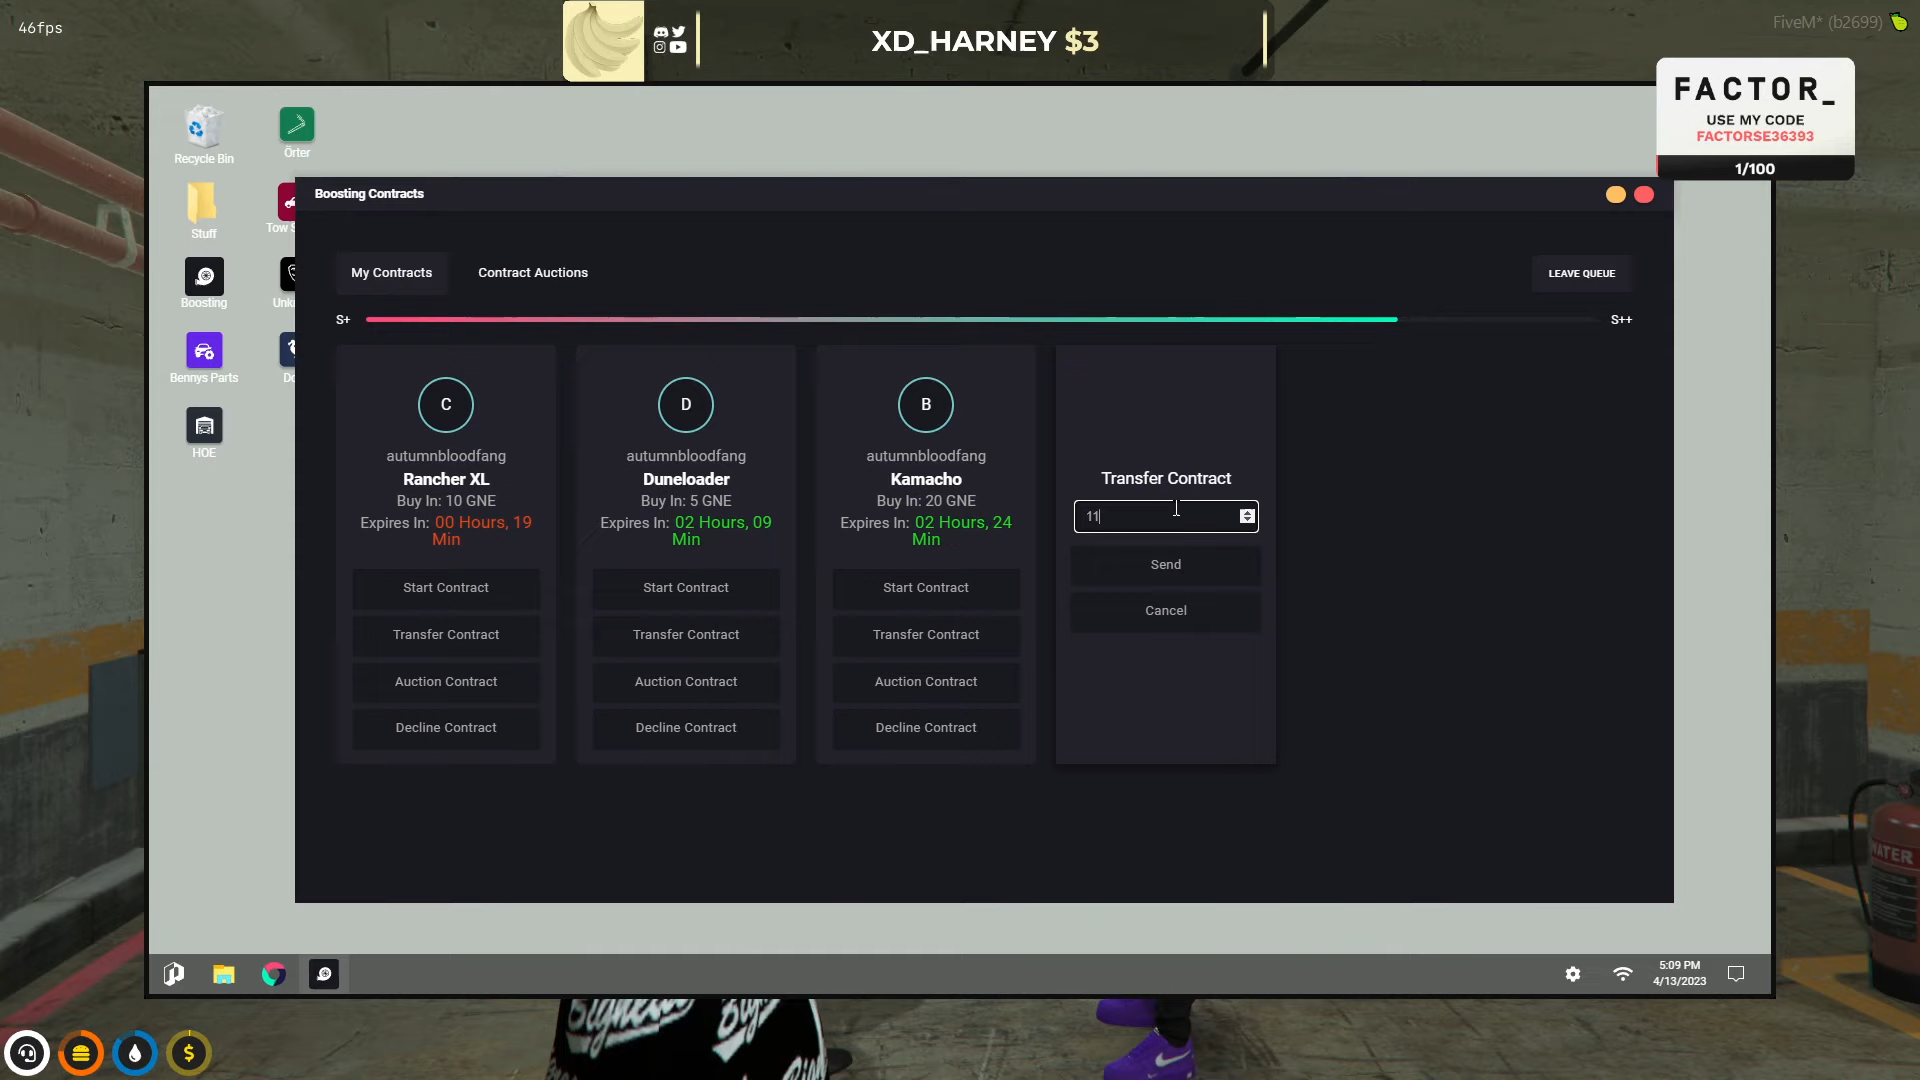 46fps
XD_HARNEY $3
FiveM* (b2699)
FACTOR_
USE MY CODE
FACTORSE36393
1/100
Recycle Bin
Örter
Stuff
Tow
Boosting
Bennys Parts
HOE
Boosting Contracts
My Contracts
Contract Auctions
LEAVE QUEUE
S+
S++
C
autumnbloodfang
Rancher XL
Buy In: 10 GNE
Expires In: 00 Hours, 19
Min
Start Contract
Transfer Contract
Auction Contract
Decline Contract
D
autumnbloodfang
Duneloader
Buy In: 5 GNE
Expires In: 02 Hours, 09
Min
Start Contract
Transfer Contract
Auction Contract
Decline Contract
B
autumnbloodfang
Kamacho
Buy In: 20 GNE
Expires In: 02 Hours, 24
Min
Start Contract
Transfer Contract
Auction Contract
Decline Contract
Transfer Contract
11
Send
Cancel
WATER
5:09 PM
4/13/2023